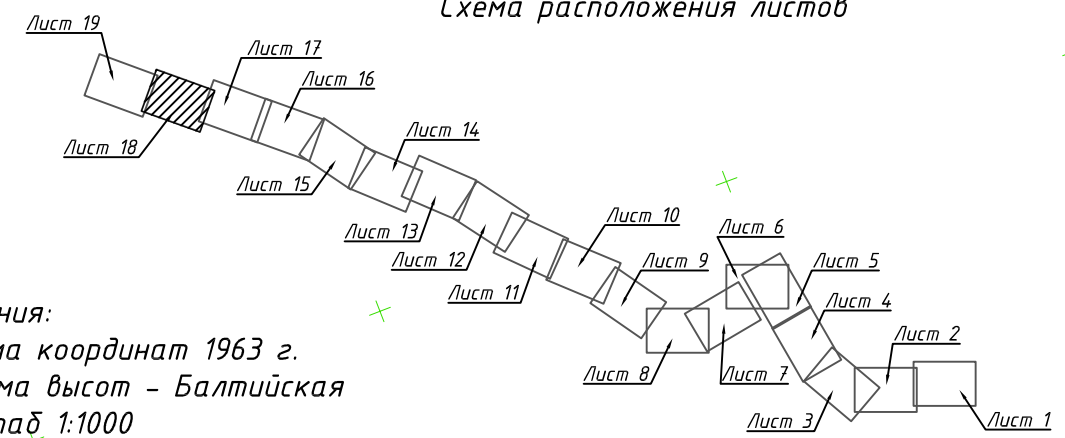 Схема расположения листов
Лист 19
Лист 17
Лист 16
Лист 14
Лист 18
Лист 15
Лист 13
Лист 12
Лист 11
Лист 10
Лист 9
Лист 6
Лист 5
Лист 4
Лист 2
Лист 8
Лист 7
Лист 3
Лист 1
ния:
ма координат 1963 г.
ма высот - Балтийская
таб 1:1000